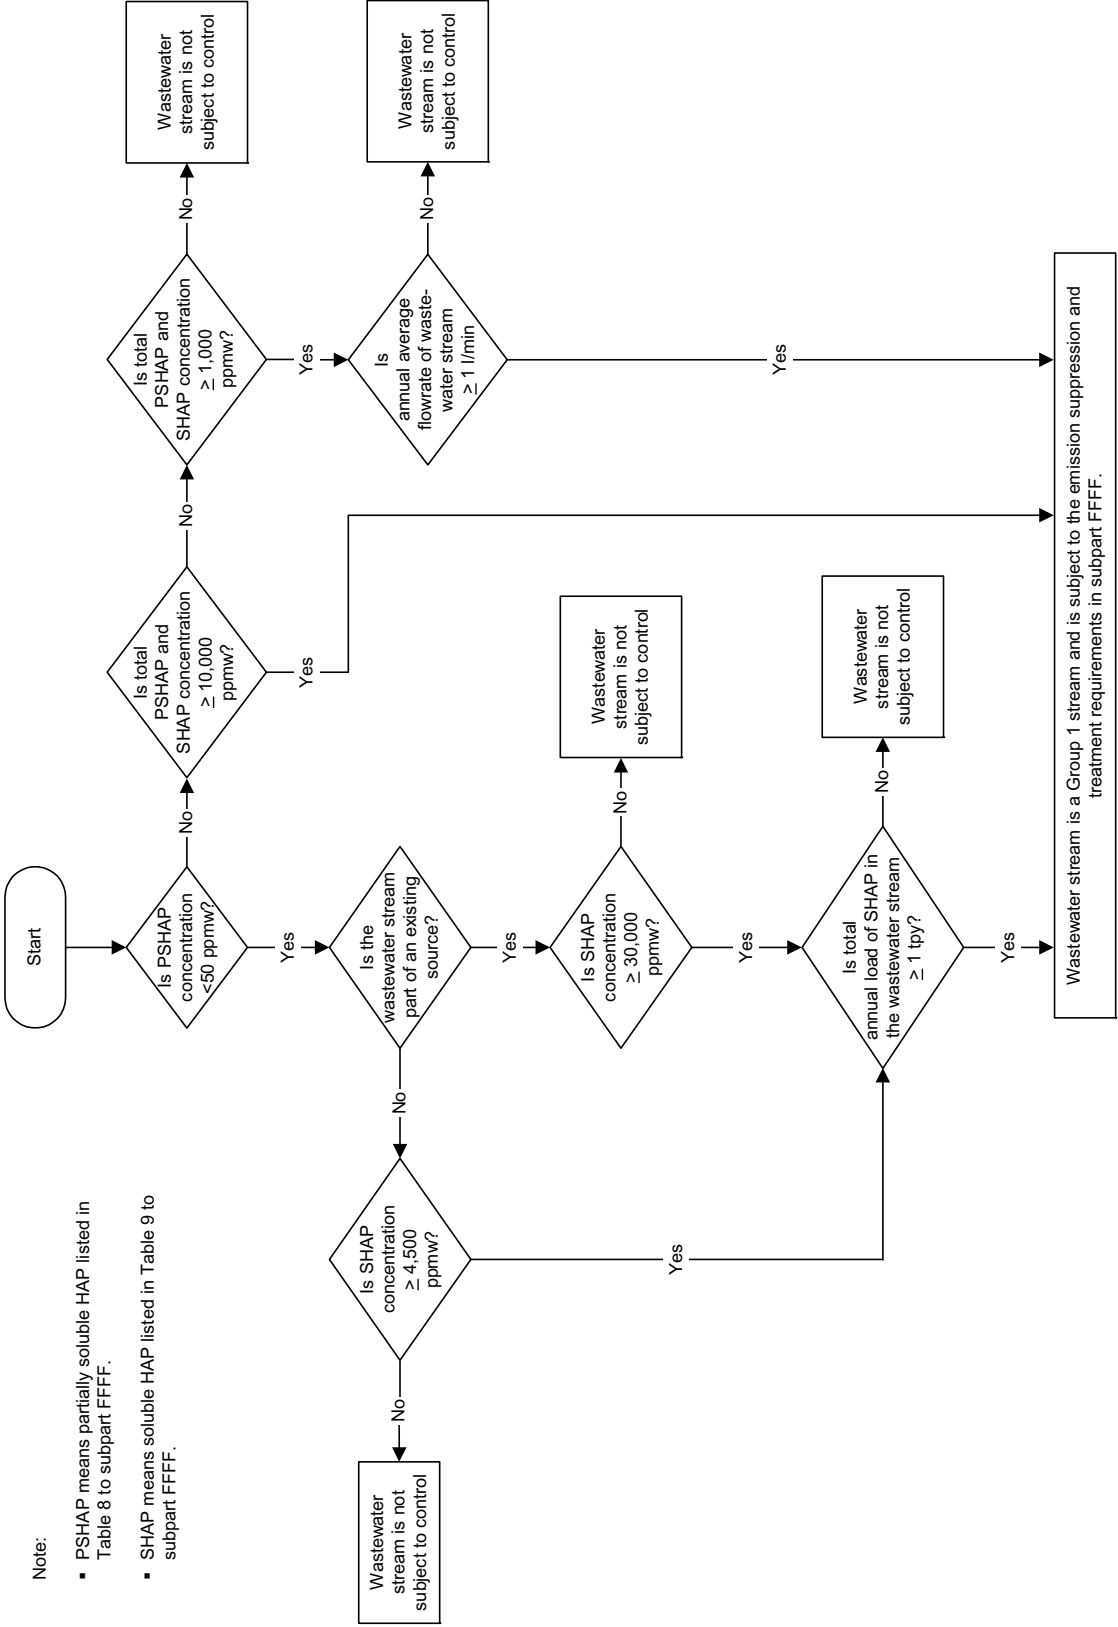 Note:
▪ PSHAP means partially soluble HAP listed in
Table 8 to subpart FFFF.
▪ SHAP means soluble HAP listed in Table 9 to
subpart FFFF.
Start
Is PSHAP
concentration
<50 ppmw?
No
Is total
PSHAP and
SHAP concentration
≥ 10,000
ppmw?
No
Is total
PSHAP and
SHAP concentration
≥ 1,000
ppmw?
No
Wastewater
stream is not
subject to control
Yes
Yes
Yes
Wastewater
stream is not
subject to control
No
Is SHAP
concentration
≥ 4,500
ppmw?
No
Is the
wastewater stream
part of an existing
source?
Is
annual average
flowrate of waste-
water stream
≥ 1 l/min
No
Wastewater
stream is not
subject to control
Yes
Is SHAP
concentration
≥ 30,000
ppmw?
No
Wastewater
stream is not
subject to control
Yes
Yes
Yes
Is total
annual load of SHAP in
the wastewater stream
≥ 1 tpy?
No
Wastewater
stream is not
subject to control
Yes
Wastewater stream is a Group 1 stream and is subject to the emission suppression and
treatment requirements in subpart FFFF.